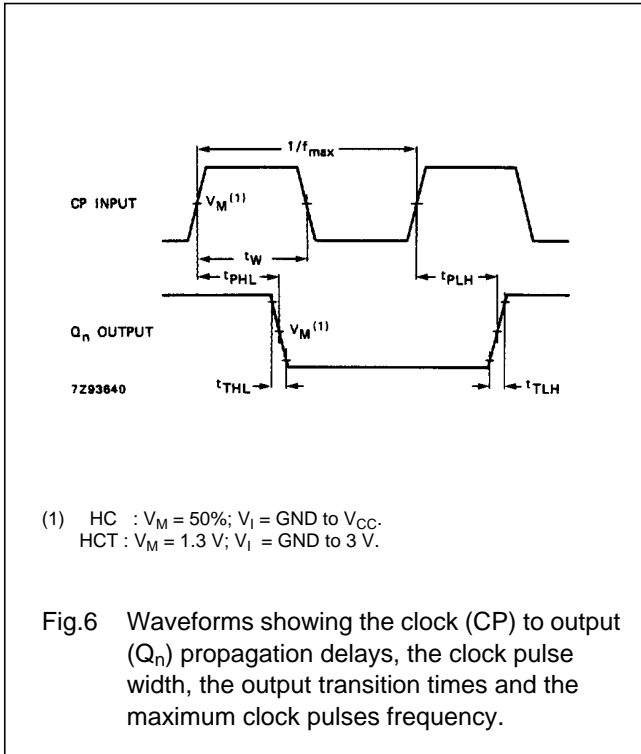 1/fmax
CP INPUT
VM(1)
tW
tPHL
tPLH
Qn OUTPUT
VM(1)
7Z93640
tTHL
tTLH
(1) HC : VM = 50%; VI = GND to VCC.
HCT : VM = 1.3 V; VI = GND to 3 V.
Fig.6 Waveforms showing the clock (CP) to output
(Qn) propagation delays, the clock pulse
width, the output transition times and the
maximum clock pulses frequency.